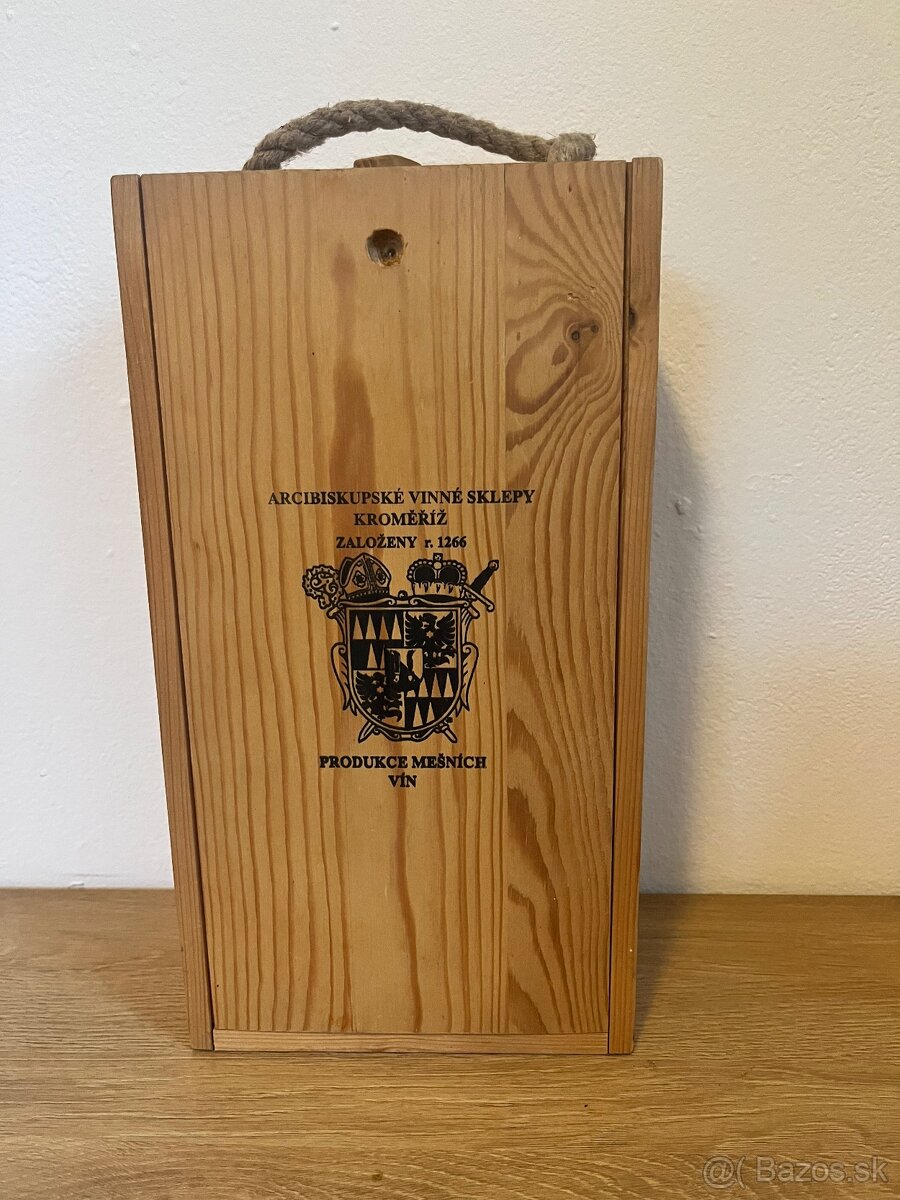 ARCIBISKUPSKÉ VINNÉ SKLEPY
KROMĚŘÍŽ
ZALOŽENY r. 1266
PRODUKCE MEŠNÍCH
VÍN
@( Bazos.sk